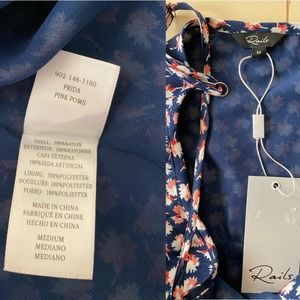 902-146-1180
FRIDA
PINK POMS
SHELL: 100%RAYON
EXTERIEUR: 100%RAYONNE
CAPA EXTERNA:
100%SEDA ARTIFICIAL
LINING: 100%POLYESTER
DOUBLURE: 100%POLYESTER
FORRO: 100%POLYESTER
MADE IN CHINA
FABRIQUÉ EN CHINE
HECHO EN CHINA
MEDIUM
MEDIANO
MEDIANO
Rails
M
Rails